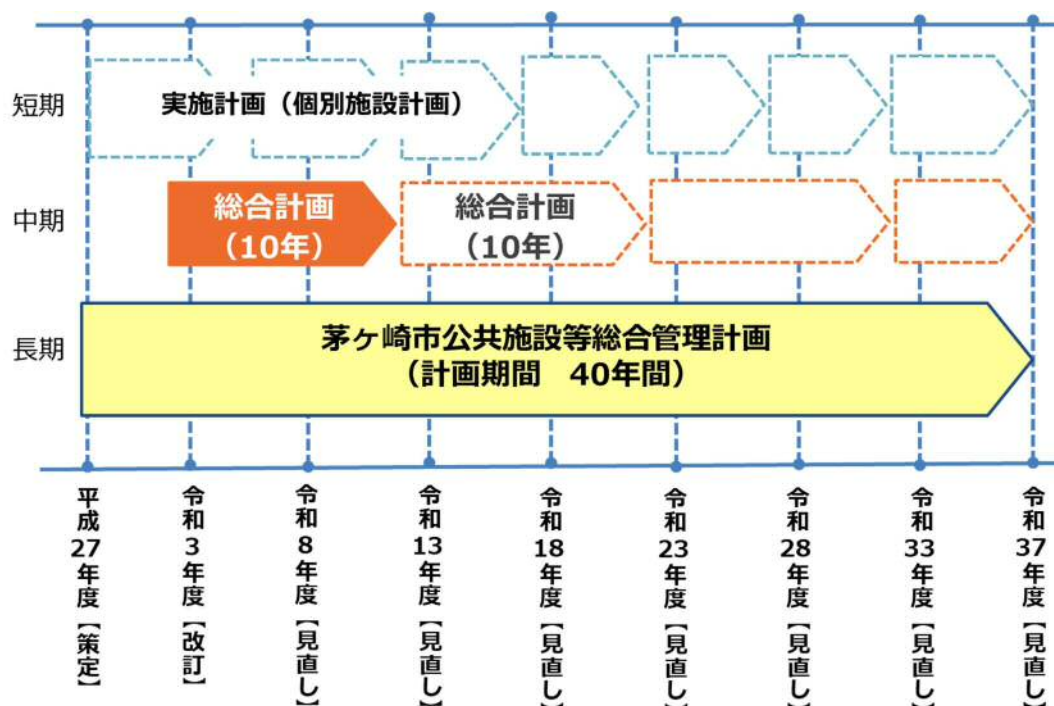 短期
実施計画（個別施設計画）
中期
総合計画
（10年）
総合計画
（10年）
長期
茅ヶ崎市公共施設等総合管理計画
（計画期間　40年間）
平成27年度【策定】
令和3年度【改訂】
令和8年度【見直し】
令和13年度【見直し】
令和18年度【見直し】
令和23年度【見直し】
令和28年度【見直し】
令和33年度【見直し】
令和37年度【見直し】